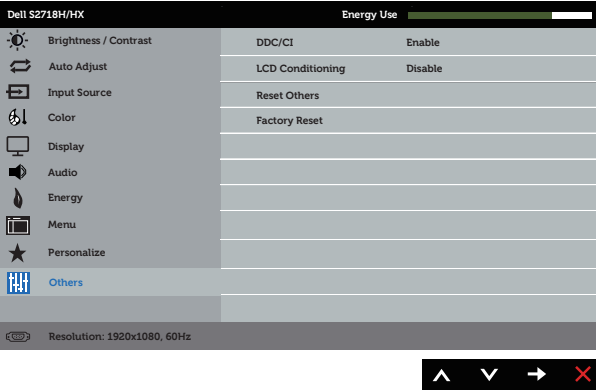 Dell S2718H/HX Energy Use
Brightness / Contrast
Auto Adjust
Input Source
Color
Display
Audio
Energy
Menu
Personalize
Others
DDC/CI Enable
LCD Conditioning Disable
Reset Others
Factory Reset
Resolution: 1920x1080, 60Hz